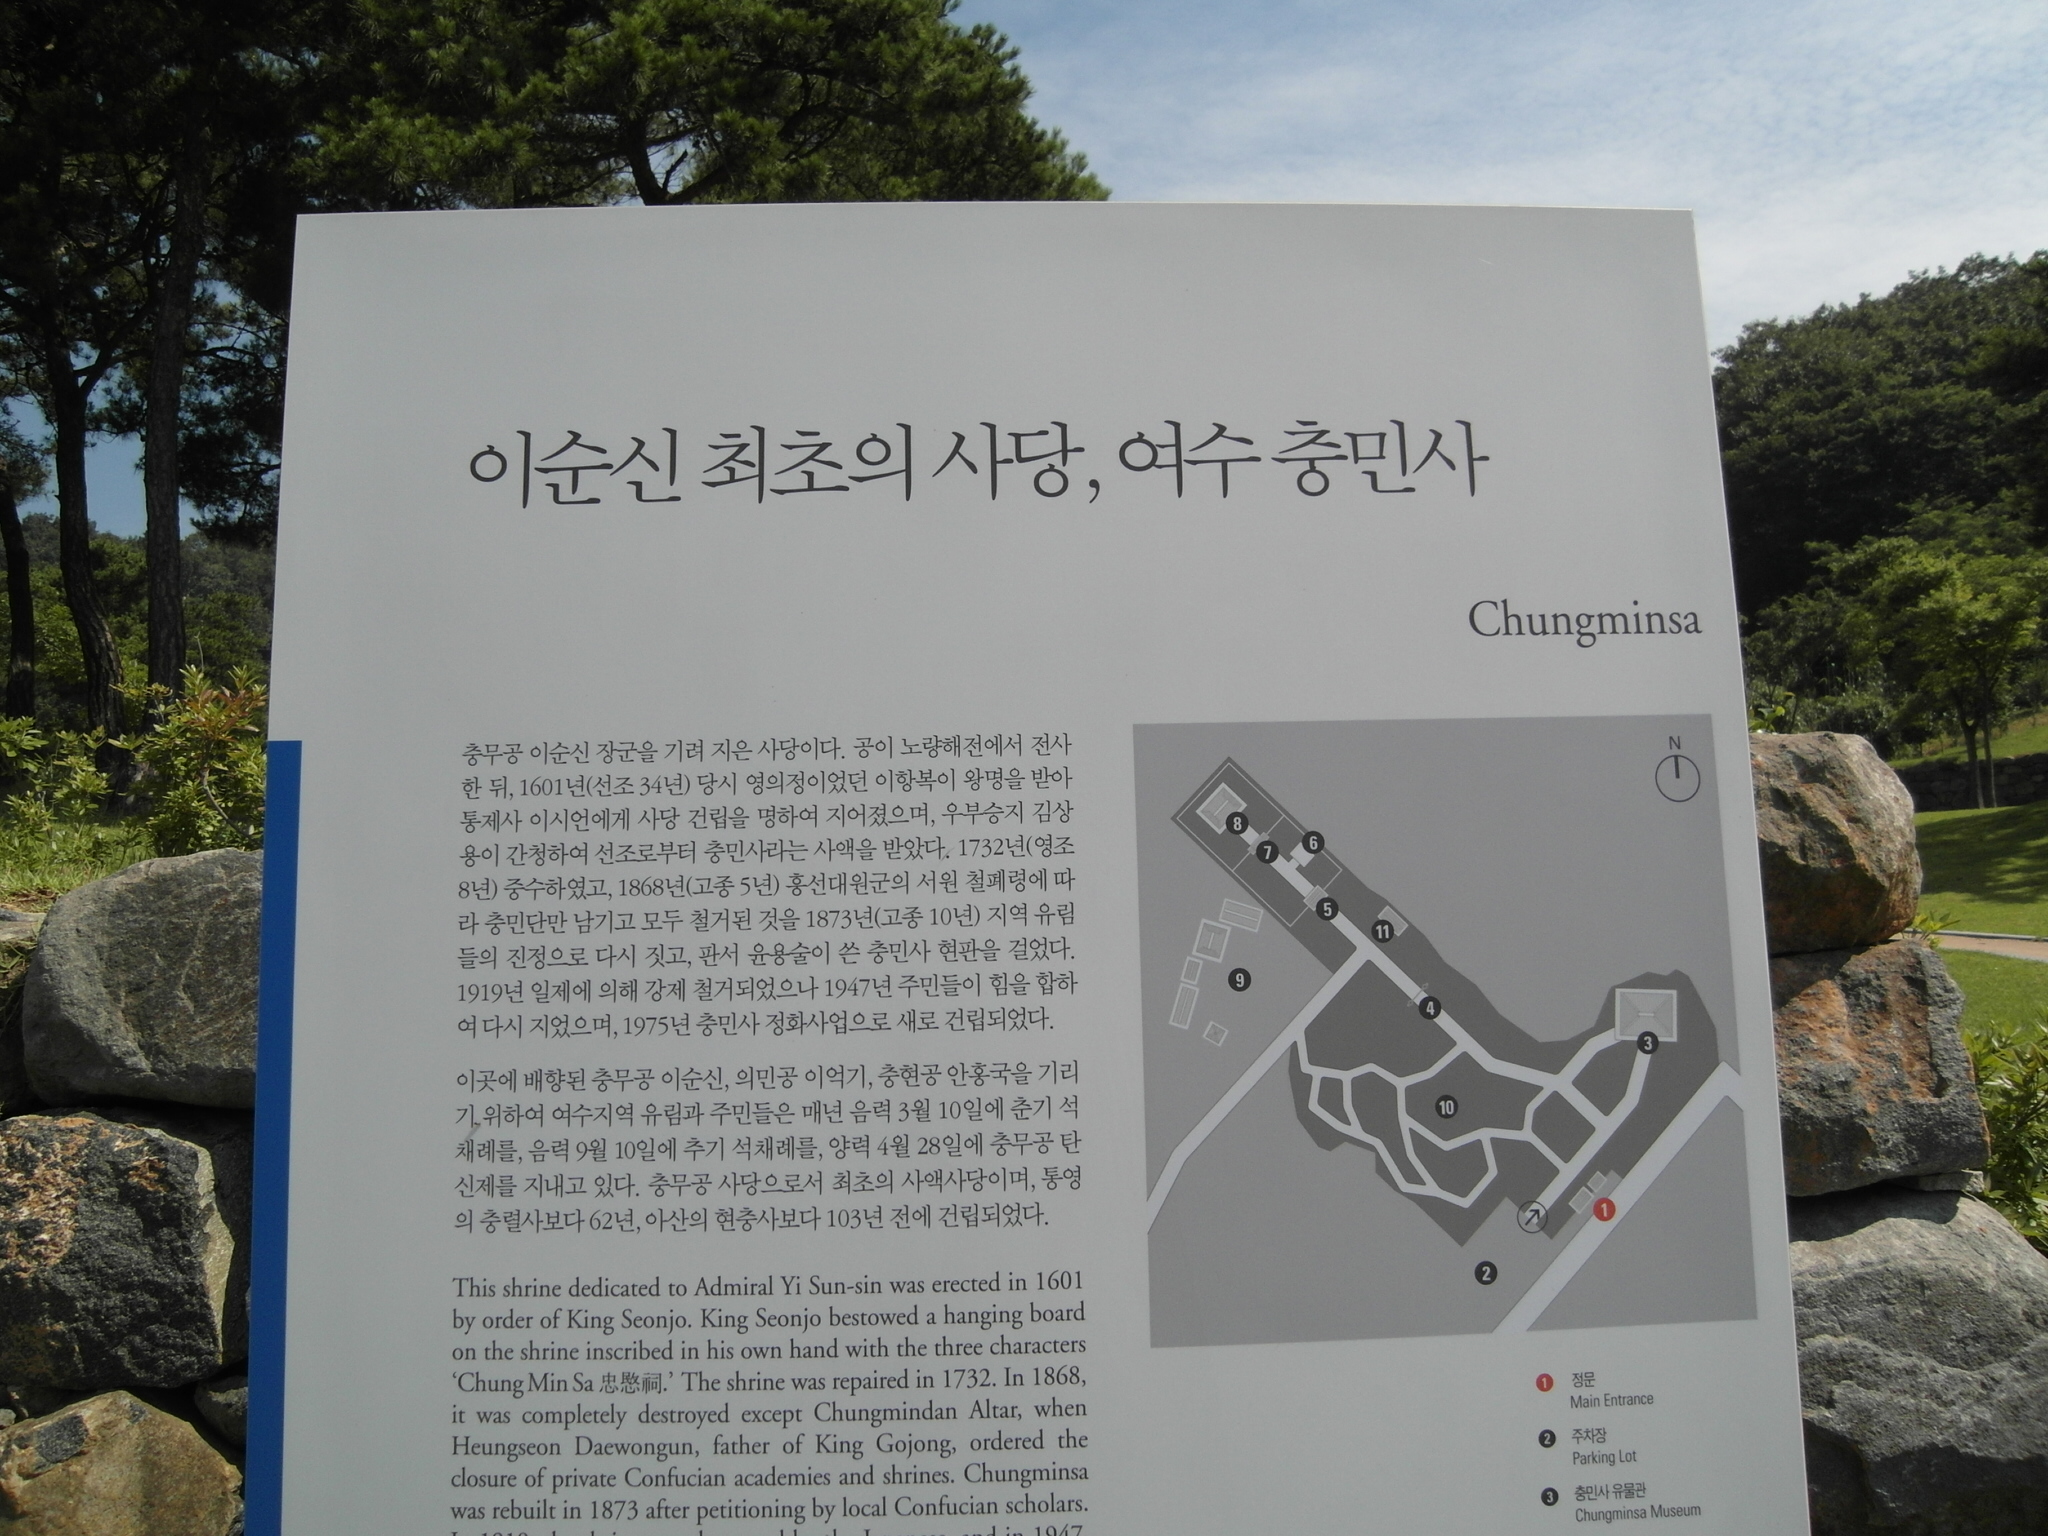 이순신 최초의 사당, 여수 충민사
Chungminsa
충무공 이순신 장군을 기려 지은 사당이다. 공이 노량해전에서 전사
한 뒤, 1601년(선조 34년) 당시 영의정이었던 이항복이 왕명을 받아
통제사 이시언에게 사당 건립을 명하여 지어졌으며, 우부승지 김상
용이 간청하여 선조로부터 충민사라는 사액을 받았다. 1732년(영조
8년) 중수하였고, 1868년(고종 5년) 흥선대원군의 서원 철폐령에 따
라 충민단만 남기고 모두 철거된 것을 1873년(고종 10년) 지역 유림
들의 진정으로 다시 짓고, 판서 윤용술이 쓴 충민사 현판을 걸었다.
1919년 일제에 의해 강제 철거되었으나 1947년 주민들이 힘을 합하
여 다시 지었으며, 1975년 충민사 정화사업으로 새로 건립되었다.
이곳에 배향된 충무공 이순신, 의민공 이억기, 충현공 안홍국을 기리
기 위하여 여수지역 유림과 주민들은 매년 음력 3월 10일에 춘기 석
채례를, 음력 9월 10일에 추기 석채례를, 양력 4월 28일에 충무공 탄
신제를 지내고 있다. 충무공 사당으로서 최초의 사액사당이며, 통영
의 충렬사보다 62년, 아산의 현충사보다 103년 전에 건립되었다.
This shrine dedicated to Admiral Yi Sun-sin was erected in 1601
by order of King Seonjo. King Seonjo bestowed a hanging board
on the shrine inscribed in his own hand with the three characters
‘Chung Min Sa 忠愍祠.’ The shrine was repaired in 1732. In 1868,
it was completely destroyed except Chungmindan Altar, when
Heungseon Daewongun, father of King Gojong, ordered the
closure of private Confucian academies and shrines. Chungminsa
was rebuilt in 1873 after petitioning by local Confucian scholars.
N
8
7
6
5
11
9
4
3
10
1
2
1 정문
Main Entrance
2 주차장
Parking Lot
3 충민사 유물관
Chungminsa Museum